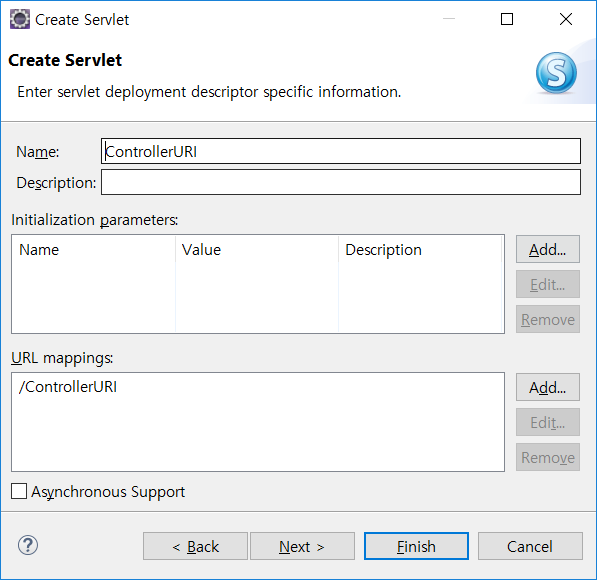 Create Servlet
Create Servlet
Enter servlet deployment descriptor specific information.
Name: ControllerURI
Description:
Initialization parameters:
Name Value Description
Add...
Edit...
Remove
URL mappings:
/ControllerURI
Add...
Edit...
Remove
Asynchronous Support
? < Back Next > Finish Cancel